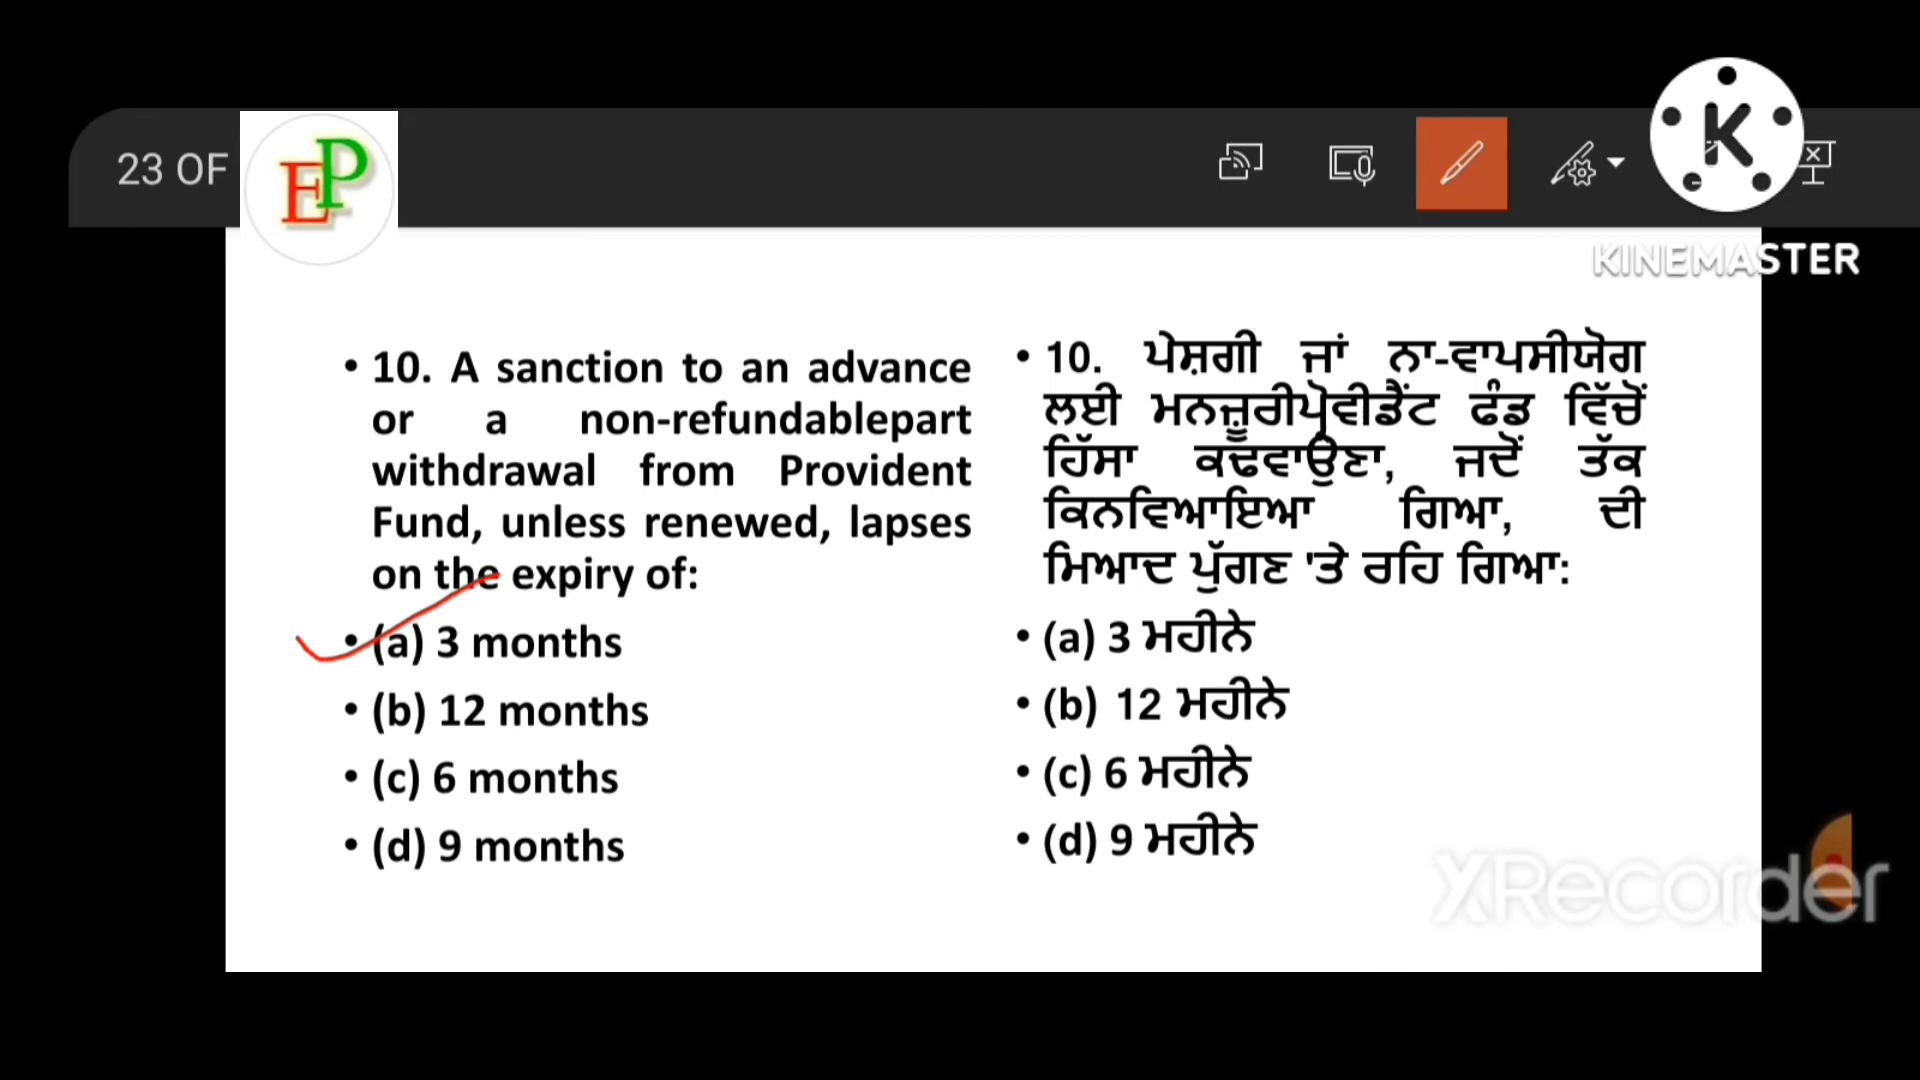 23 OF
EP
K
KINEMASTER
• 10. A sanction to an advance
or a non-refundablepart
withdrawal from Provident
Fund, unless renewed, lapses
on the expiry of:
• (a) 3 months
• (b) 12 months
• (c) 6 months
• (d) 9 months
• 10. ਪੇਸ਼ਗੀ ਜਾਂ ਨਾ-ਵਾਪਸੀਯੋਗ
ਲਈ ਮਨਜ਼ੂਰੀਪ੍ਰੋਵੀਡੈਂਟ ਫੰਡ ਵਿੱਚੋਂ
ਹਿੱਸਾ ਕਢਵਾਉਣਾ, ਜਦੋਂ ਤੱਕ
ਕਿਨਵਿਆਇਆ ਗਿਆ, ਦੀ
ਮਿਆਦ ਪੁੱਗਣ 'ਤੇ ਰਹਿ ਗਿਆ:
• (a) 3 ਮਹੀਨੇ
• (b) 12 ਮਹੀਨੇ
• (c) 6 ਮਹੀਨੇ
• (d) 9 ਮਹੀਨੇ
XRecorder